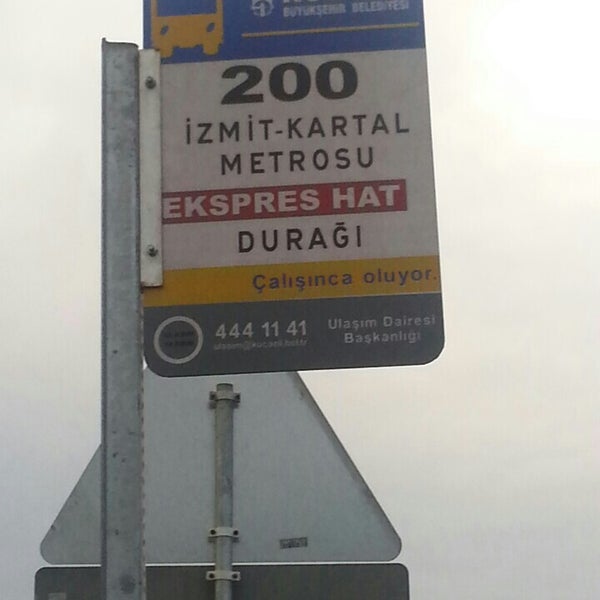 BÜYÜKŞEHİR BELEDİYESİ
200
İZMİT-KARTAL
METROSU
EKSPRES HAT
DURAĞI
Çalışınca oluyor.
444 11 41
ulasim@kocaeli.bel.tr
Ulaşım Dairesi
Başkanlığı